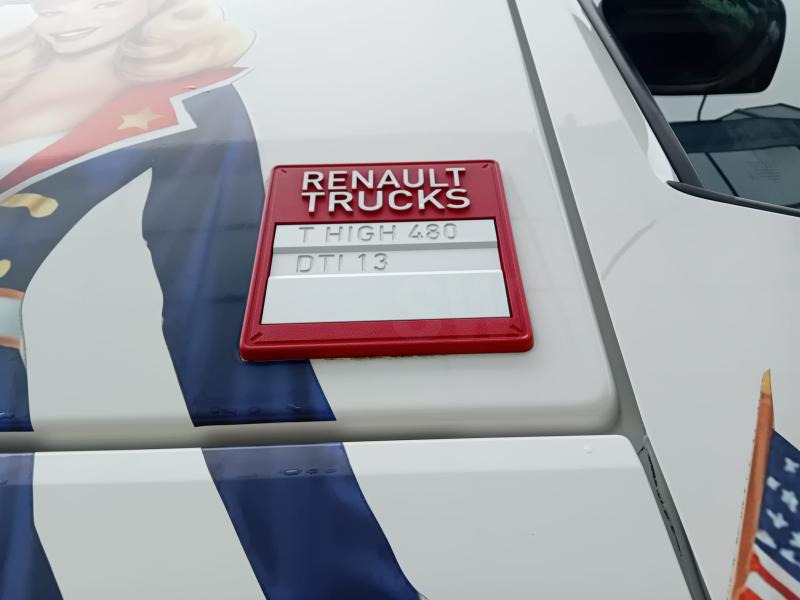 RENAULT
TRUCKS
T HIGH 480
DTI 13